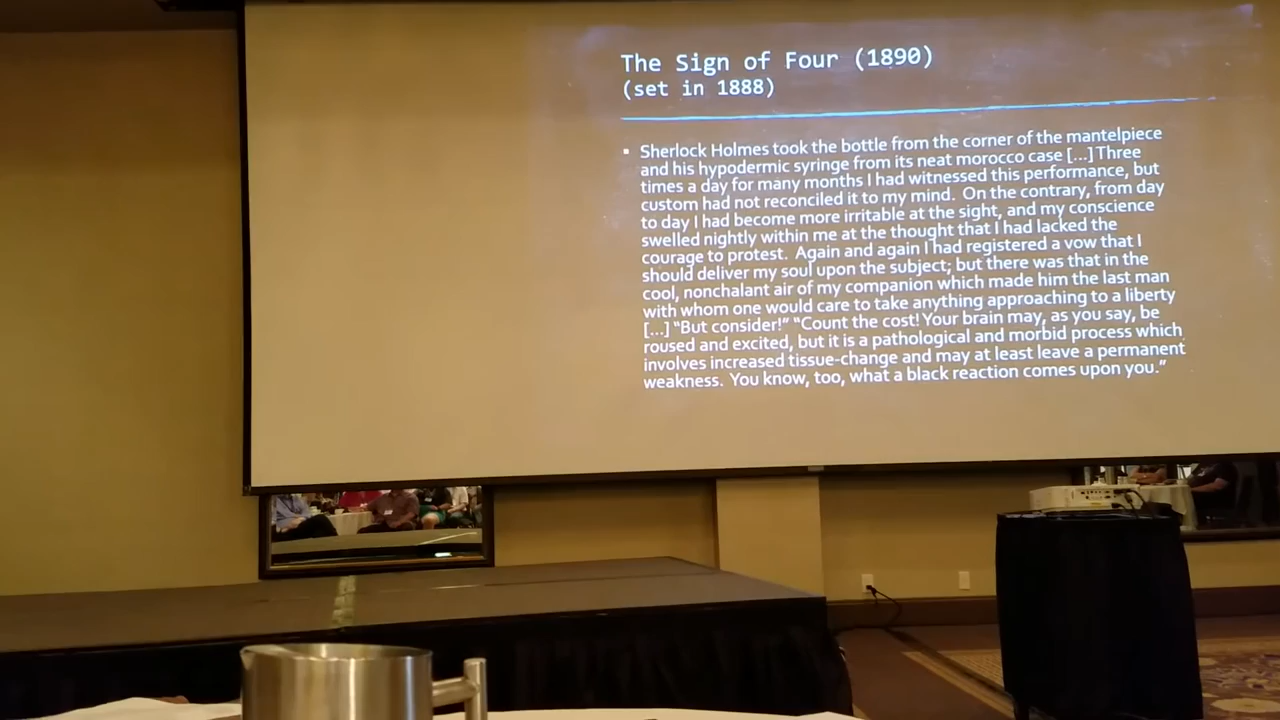 The Sign of Four (1890)
(set in 1888)
▪ Sherlock Holmes took the bottle from the corner of the mantelpiece
and his hypodermic syringe from its neat morocco case [...] Three
times a day for many months I had witnessed this performance, but
custom had not reconciled it to my mind. On the contrary, from day
to day I had become more irritable at the sight, and my conscience
swelled nightly within me at the thought that I had lacked the
courage to protest. Again and again I had registered a vow that I
should deliver my soul upon the subject; but there was that in the
cool, nonchalant air of my companion which made him the last man
with whom one would care to take anything approaching to a liberty
[...] “But consider!” “Count the cost! Your brain may, as you say, be
roused and excited, but it is a pathological and morbid process which
involves increased tissue-change and may at least leave a permanent
weakness. You know, too, what a black reaction comes upon you.”